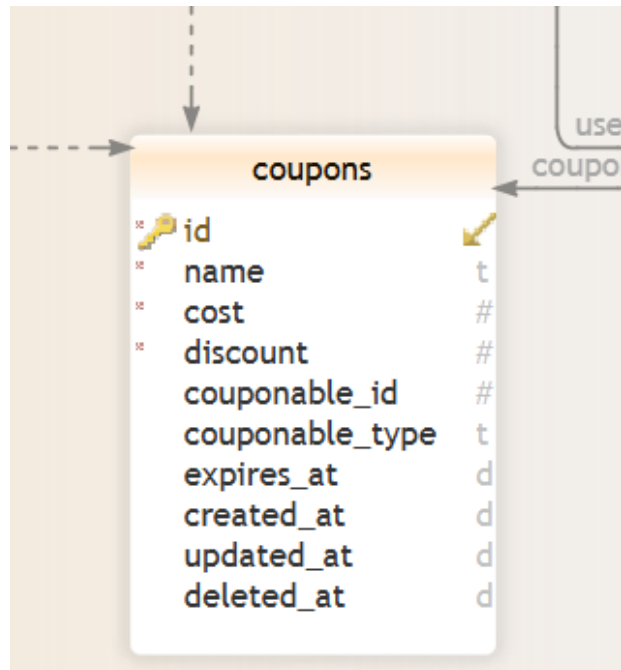 coupons
id
name t
cost #
discount #
couponable_id #
couponable_type t
expires_at d
created_at d
updated_at d
deleted_at d
use
coupo